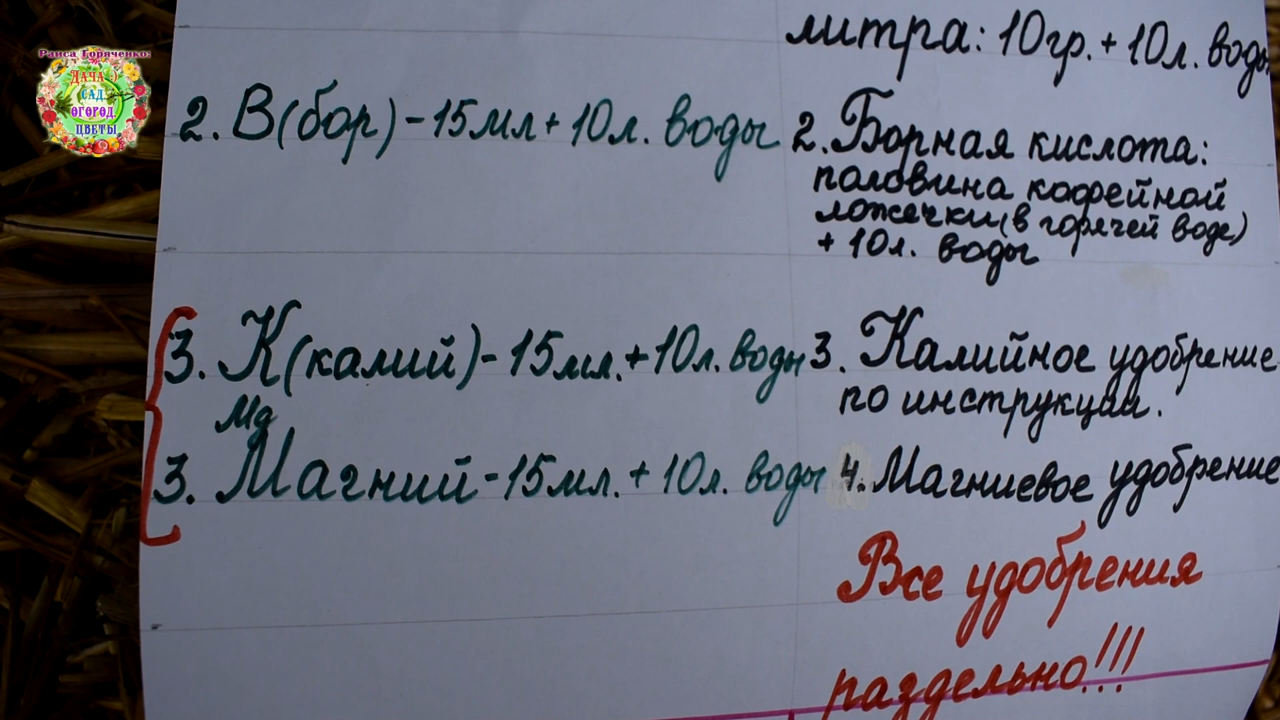 Раиса Горяченко:
ДАЧА
САД,
ОГОРОД,
ЦВЕТЫ
2. В(бор) - 15мл + 10л. воды
3. К(калий) - 15мл. + 10л. воды
Mg
3. Магний - 15мл. + 10л. воды
литра: 10гр. + 10л. воды
2. Борная кислота:
половина кофейной
ложечки (в горячей воде)
+ 10л. воды
3. Калийное удобрение
по инструкции.
4. Магниевое удобрение
Все удобрения
раздельно!!!